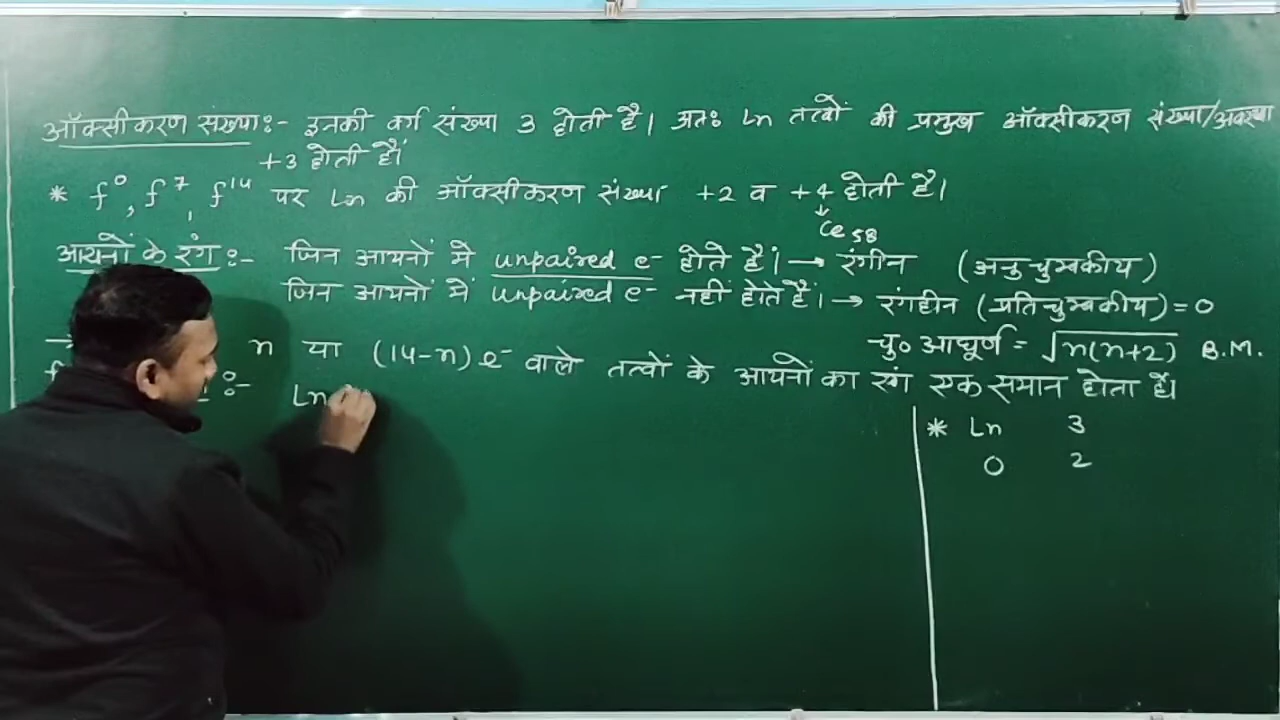 ऑक्सीकरण संख्याः- इनकी वर्ग संख्या 3 होती है। अतः Ln तत्वों की प्रमुख ऑक्सीकरण संख्या/अवस्था
+3 होती है।
* f⁰, f⁷, f¹⁴ पर Ln की ऑक्सीकरण संख्या +2 व +4 होती है।
↓
Ce₅₈
आयनों के रंगः- जिन आयनों में unpaired e⁻ होते हैं। → रंगीन (अनुचुम्बकीय)
जिन आयनों में unpaired e⁻ नहीं होते हैं। → रंगहीन (प्रतिचुम्बकीय) = 0
चु० आघूर्ण = √n(n+2) B.M.
→ n या (14-n) e⁻ वाले तत्वों के आयनों का रंग एक समान होता है।
:- Ln
* Ln 3
O 2